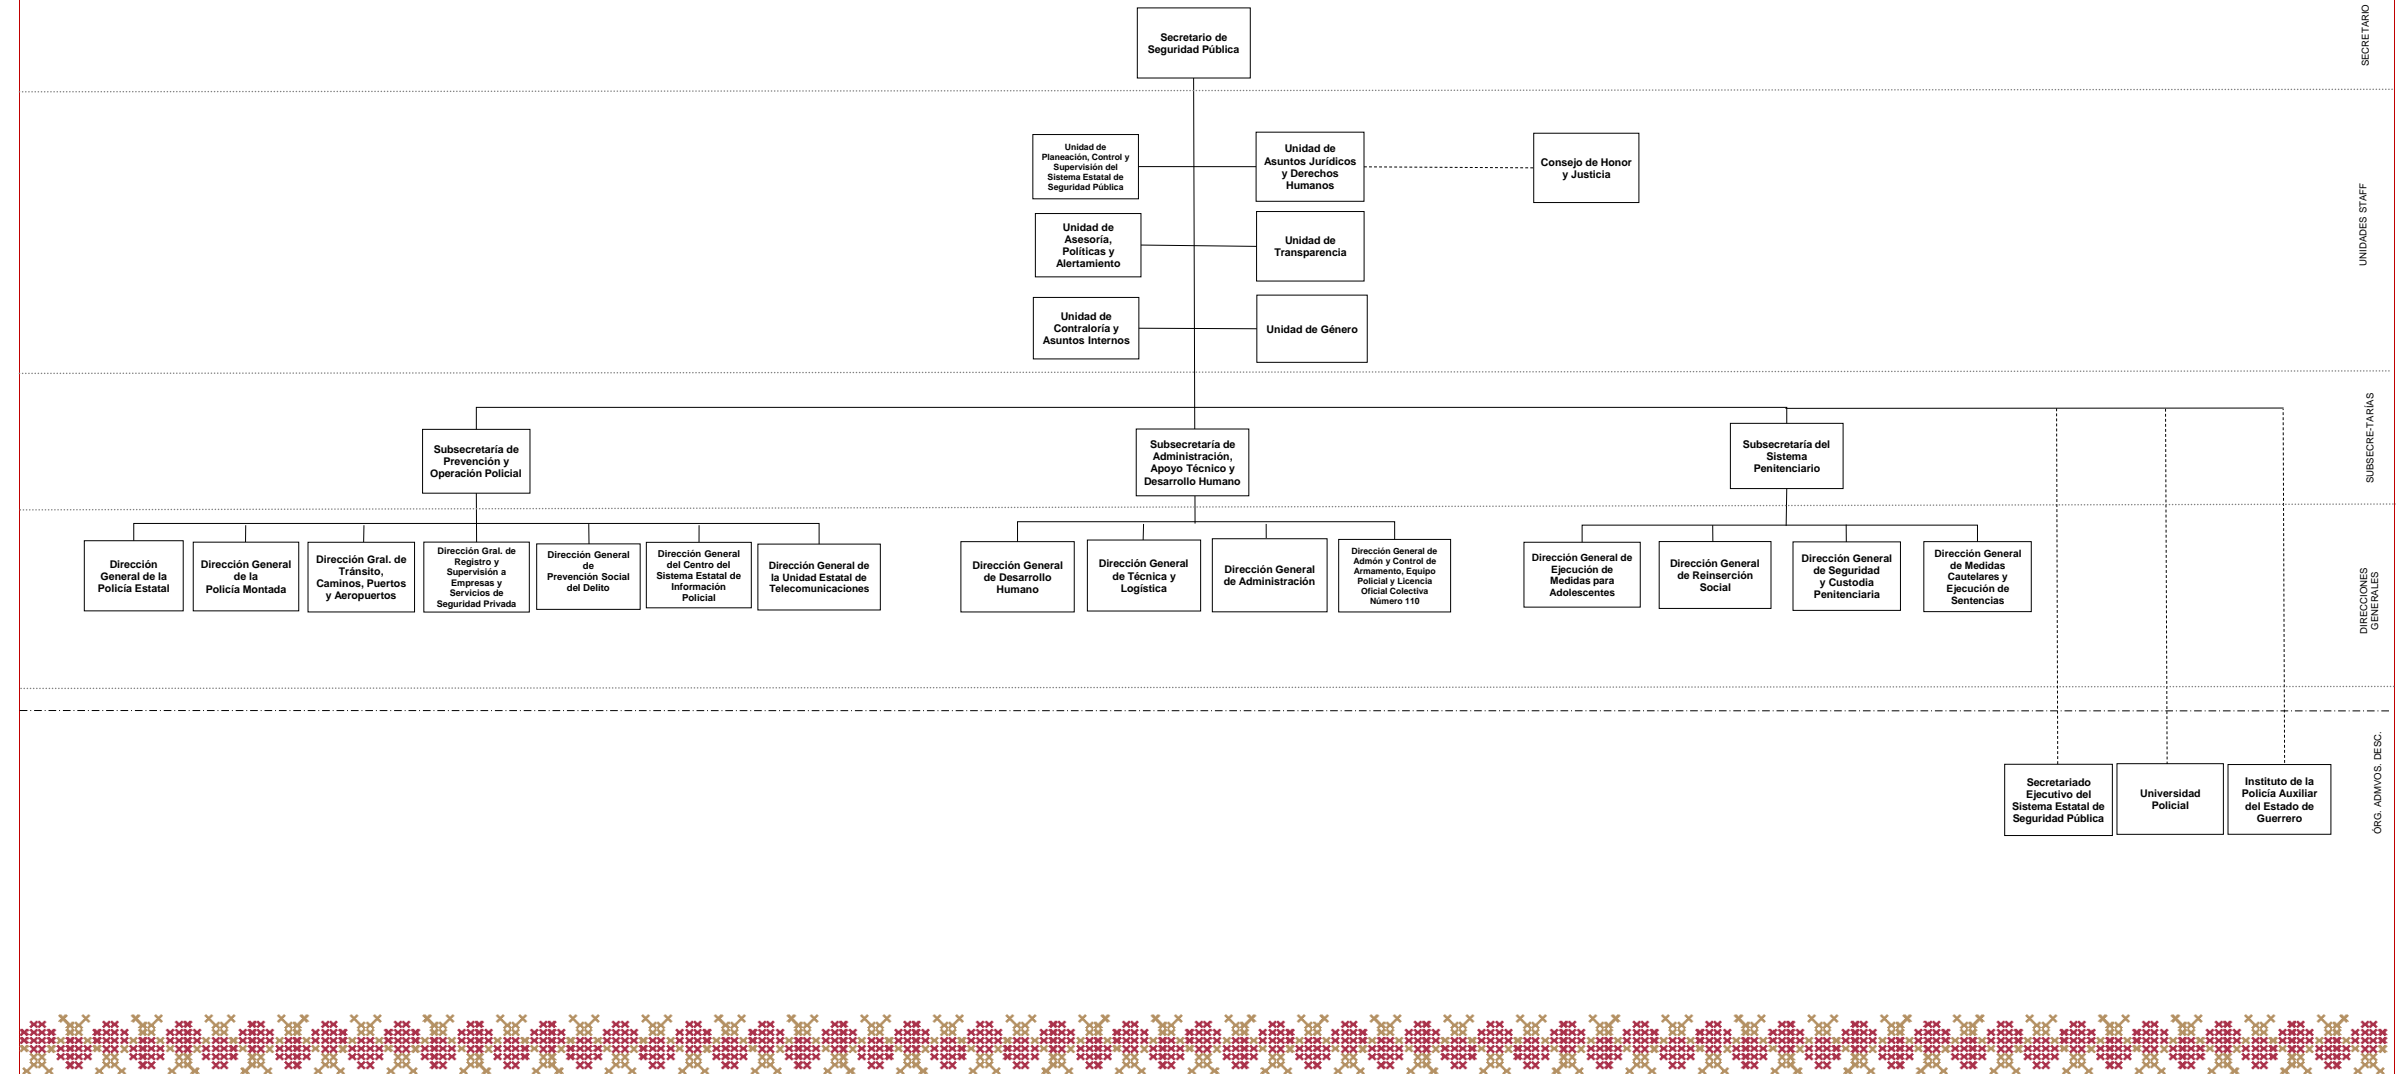 Secretario de
Seguridad Pública
SECRETARIO
Unidad de
Planeación, Control y
Supervisión del
Sistema Estatal de
Seguridad Pública
Unidad de
Asuntos Jurídicos
y Derechos
Humanos
Consejo de Honor
y Justicia
Unidad de
Asesoría,
Políticas y
Alertamiento
Unidad de
Transparencia
Unidad de
Contraloría y
Asuntos Internos
Unidad de Género
UNIDADES STAFF
Subsecretaría de
Prevención y
Operación Policial
Subsecretaría de
Administración,
Apoyo Técnico y
Desarrollo Humano
Subsecretaría del
Sistema
Penitenciario
SUBSECRE-TARÍAS
Dirección
General de la
Policía Estatal
Dirección General
de la
Policía Montada
Dirección Gral. de
Tránsito,
Caminos, Puertos
y Aeropuertos
Dirección Gral. de
Registro y
Supervisión a
Empresas y
Servicios de
Seguridad Privada
Dirección General
de
Prevención Social
del Delito
Dirección General
del Centro del
Sistema Estatal de
Información
Policial
Dirección General de
la Unidad Estatal de
Telecomunicaciones
Dirección General
de Desarrollo
Humano
Dirección General
de Técnica y
Logística
Dirección General
de Administración
Dirección General de
Admón y Control de
Armamento, Equipo
Policial y Licencia
Oficial Colectiva
Número 110
Dirección General de
Ejecución de
Medidas para
Adolescentes
Dirección General
de Reinserción
Social
Dirección General
de Seguridad
y Custodia
Penitenciaria
Dirección General
de Medidas
Cautelares y
Ejecución de
Sentencias
DIRECCIONES
GENERALES
Secretariado
Ejecutivo del
Sistema Estatal de
Seguridad Pública
Universidad
Policial
Instituto de la
Policía Auxiliar
del Estado de
Guerrero
ÓRG. ADMVOS. DESC.